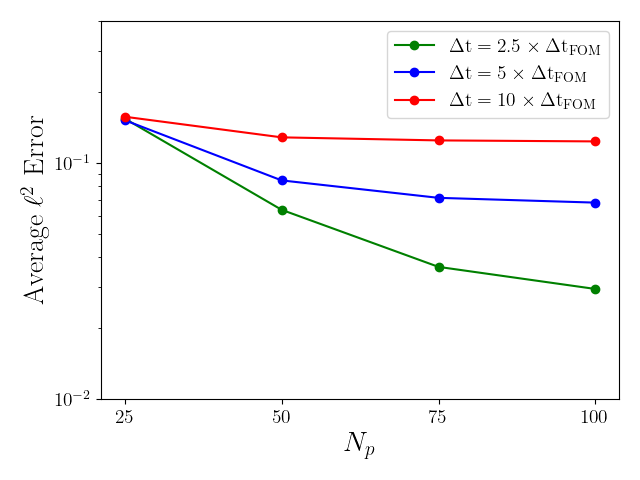 Δt = 2.5 × Δt_FOM
Δt = 5 × Δt_FOM
Δt = 10 × Δt_FOM
Average ℓ² Error
10⁻¹
10⁻²
25 50 75 100
N_p